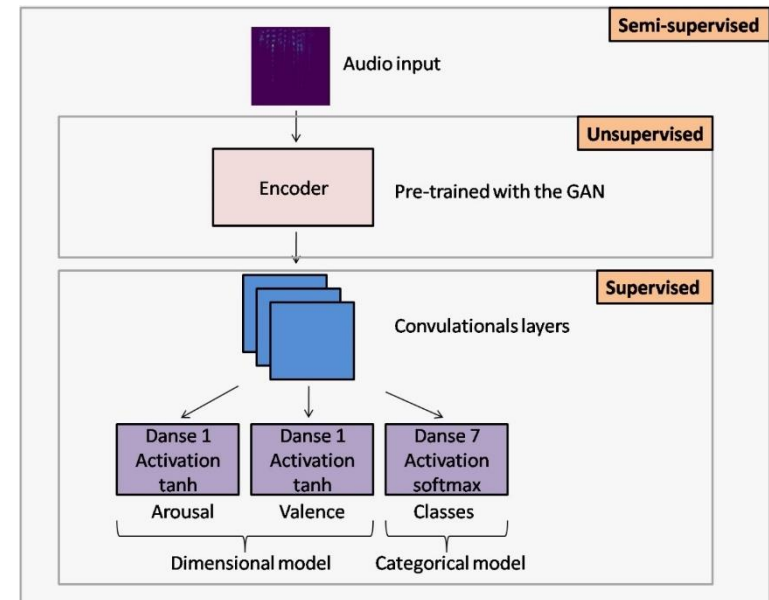 Semi-supervised
Audio input
Unsupervised
Encoder
Pre-trained with the GAN
Supervised
Convulationals layers
Danse 1
Activation
tanh
Danse 1
Activation
tanh
Danse 7
Activation
softmax
Arousal
Valence
Classes
Dimensional model
Categorical model